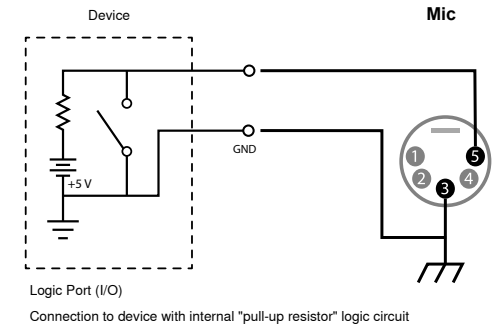 Device
Mic
GND
1
5
2
4
3
+5 V
Logic Port (I/O)
Connection to device with internal "pull-up resistor" logic circuit